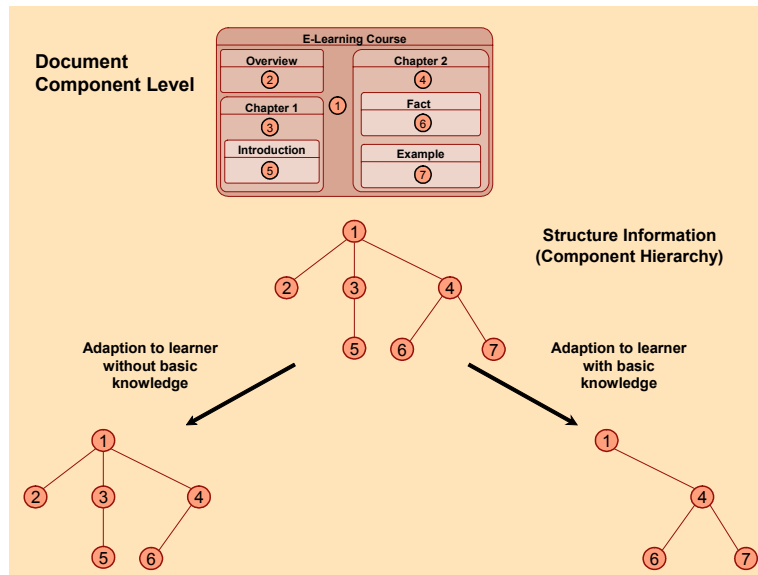 Document
Component Level
E-Learning Course
Overview
2
Chapter 1
3
Introduction
5
1
Chapter 2
4
Fact
6
Example
7
Structure Information
(Component Hierarchy)
1
2
3
4
5
6
7
Adaption to learner
without basic
knowledge
Adaption to learner
with basic
knowledge
1
2
3
4
5
6
1
4
6
7